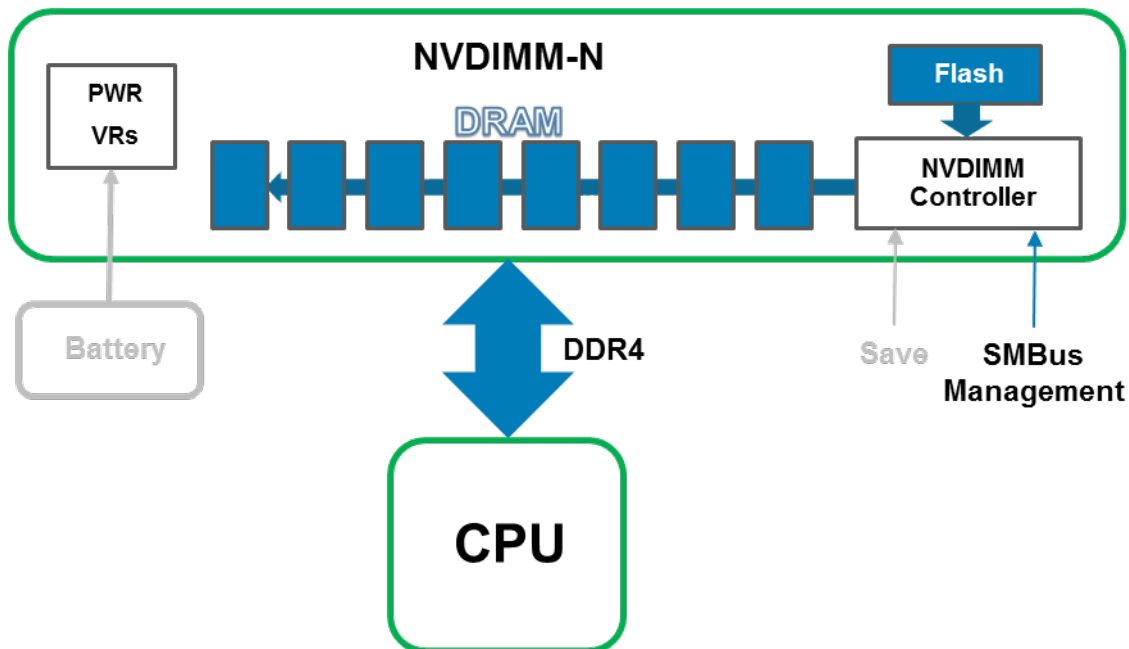 NVDIMM-N
PWR
VRs
DRAM
Flash
NVDIMM
Controller
Battery
DDR4
Save
SMBus
Management
CPU